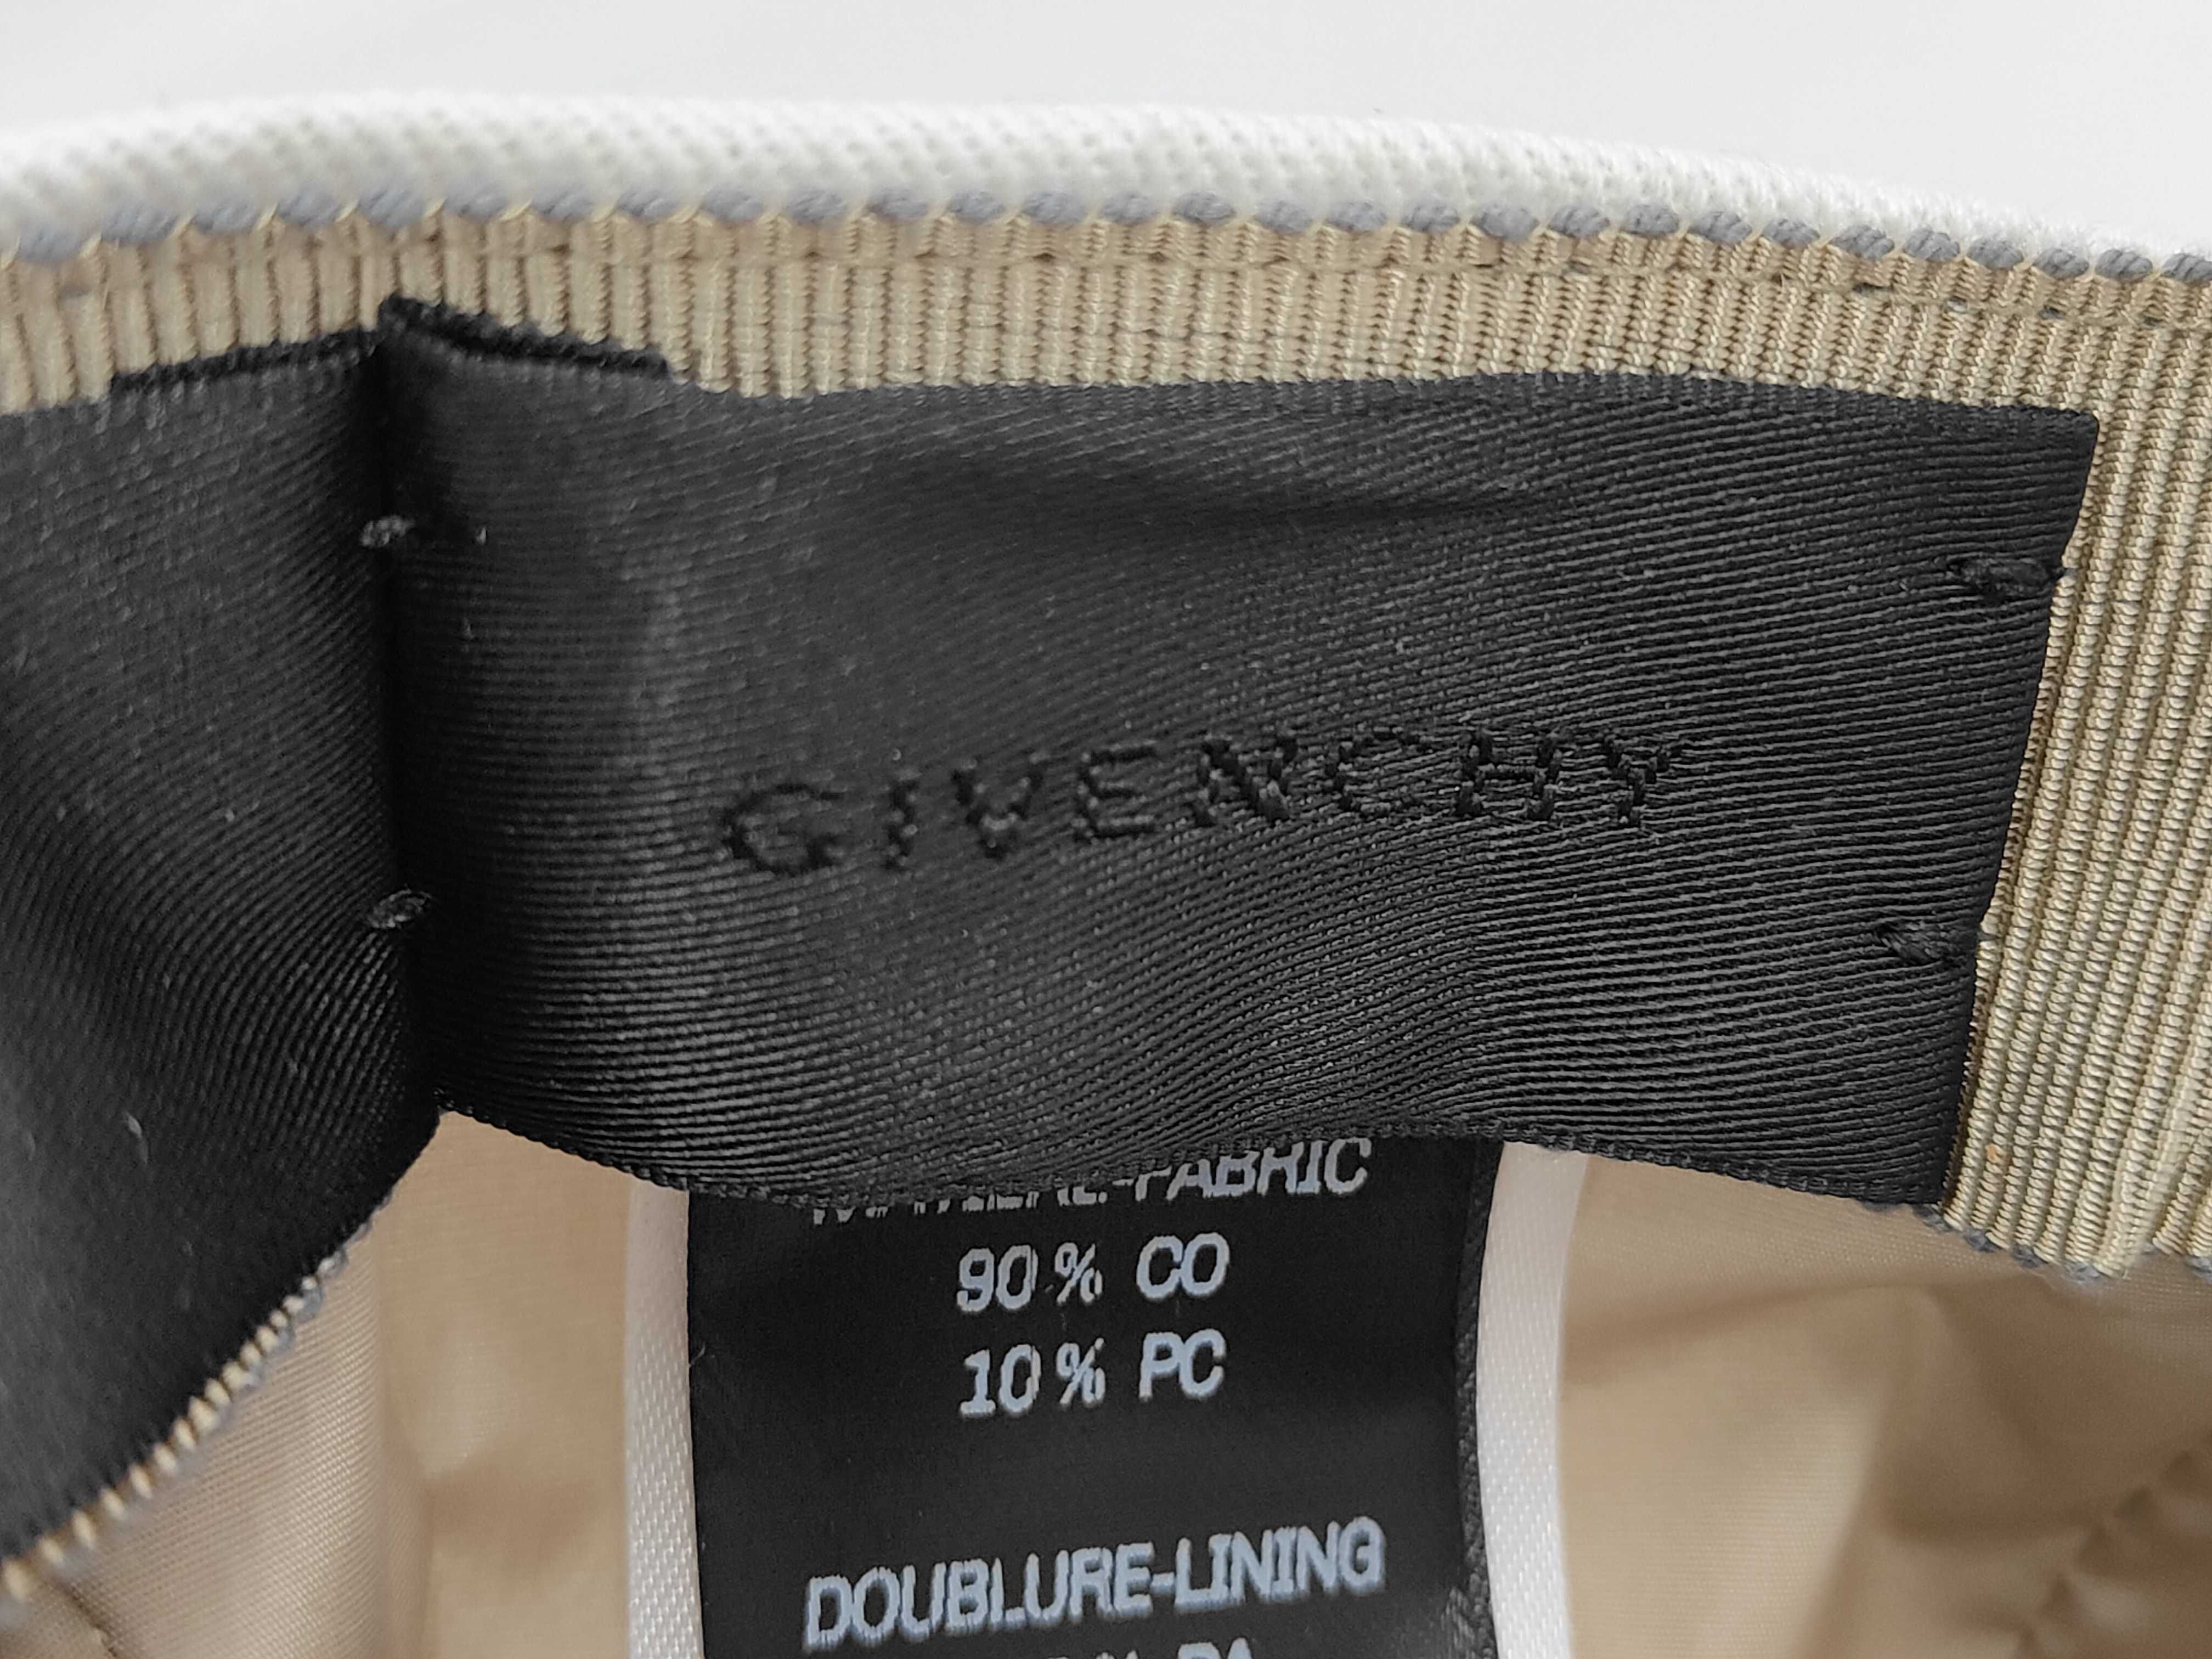 GIVENCHY
90% CO
10% PC
DOUBLURE-LINING